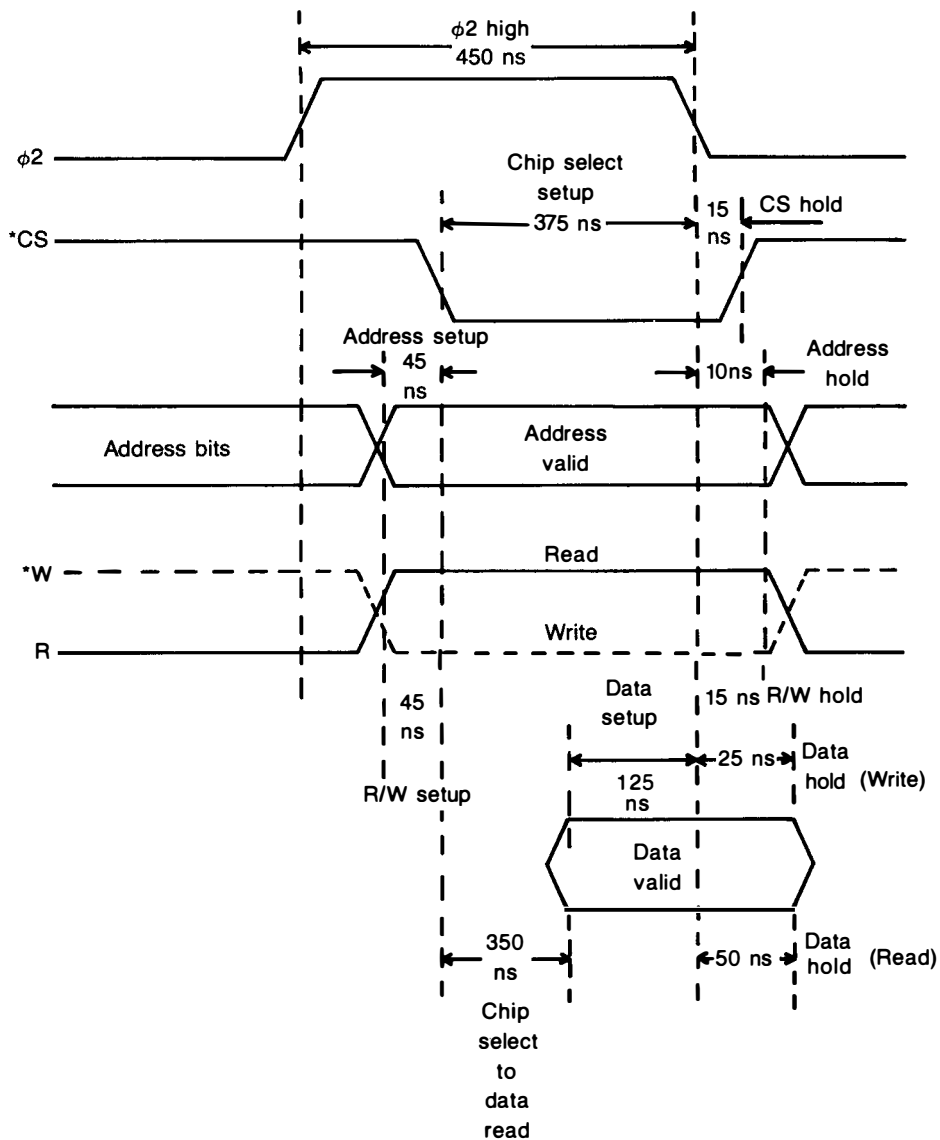 φ2 high
450 ns
φ2
Chip select
setup
375 ns
15
ns
CS hold
*CS
Address setup
45
ns
10ns
Address
hold
Address bits
Address
valid
*W
Read
R
Write
45
ns
R/W setup
Data
setup
15 ns R/W hold
125
ns
25 ns
Data
hold (Write)
Data
valid
350
ns
50 ns
Data
hold (Read)
Chip
select
to
data
read